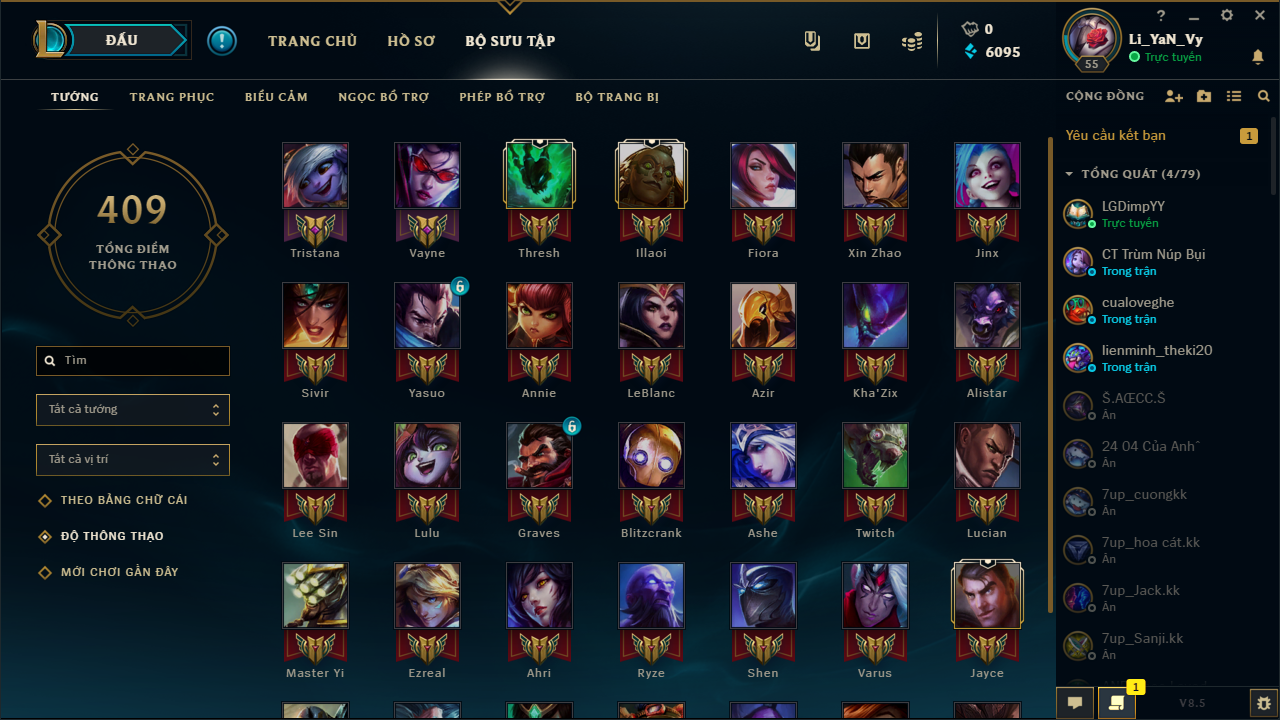 ĐẤU
TRANG CHỦ
HỒ SƠ
BỘ SƯU TẬP
0
6095
55
Li_YaN_Vy
Trực tuyến
TƯỚNG
TRANG PHỤC
BIỂU CẢM
NGỌC BỔ TRỢ
PHÉP BỔ TRỢ
BỘ TRANG BỊ
CỘNG ĐỒNG
409
TỔNG ĐIỂM
THÔNG THẠO
Tìm
Tất cả tướng
Tất cả vị trí
THEO BẢNG CHỮ CÁI
ĐỘ THÔNG THẠO
MỚI CHƠI GẦN ĐÂY
Tristana
Vayne
Thresh
Illaoi
Fiora
Xin Zhao
Jinx
6
Sivir
Yasuo
Annie
LeBlanc
Azir
Kha'Zix
Alistar
6
Lee Sin
Lulu
Graves
Blitzcrank
Ashe
Twitch
Lucian
Master Yi
Ezreal
Ahri
Ryze
Shen
Varus
Jayce
Yêu cầu kết bạn
1
TỔNG QUÁT (4/79)
LGDimpYY
Trực tuyến
CT Trùm Núp Bụi
Trong trận
cualoveghe
Trong trận
lienminh_theki20
Trong trận
Š.AŒCC.Š
Ẩn
24 04 Của Anhˆ
Ẩn
7up_cuongkk
Ẩn
7up_hoa cát.kk
Ẩn
7up_Jack.kk
Ẩn
7up_Sanji.kk
Ẩn
1
V8.5